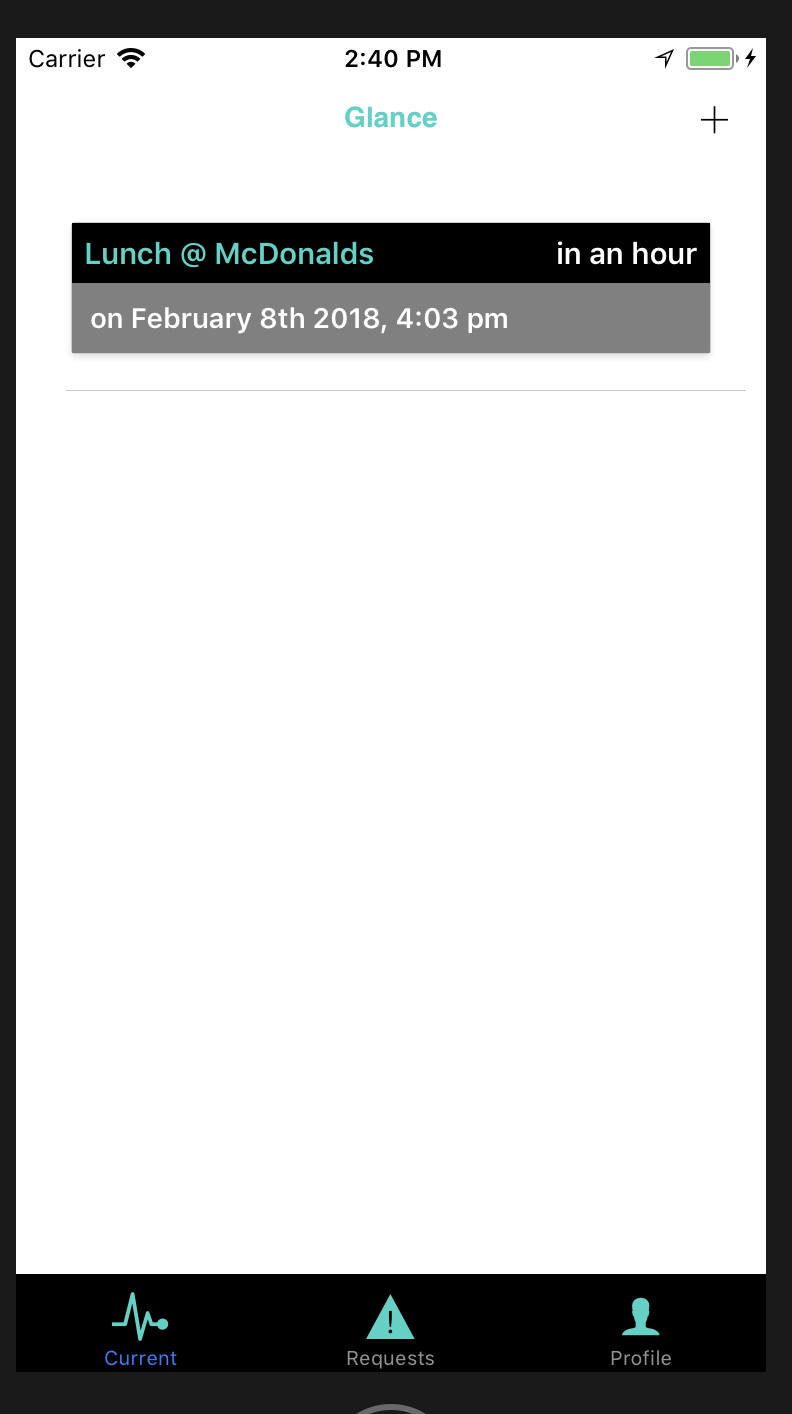 Carrier 2:40 PM
Glance
Lunch @ McDonalds in an hour
on February 8th 2018, 4:03 pm
Current Requests Profile